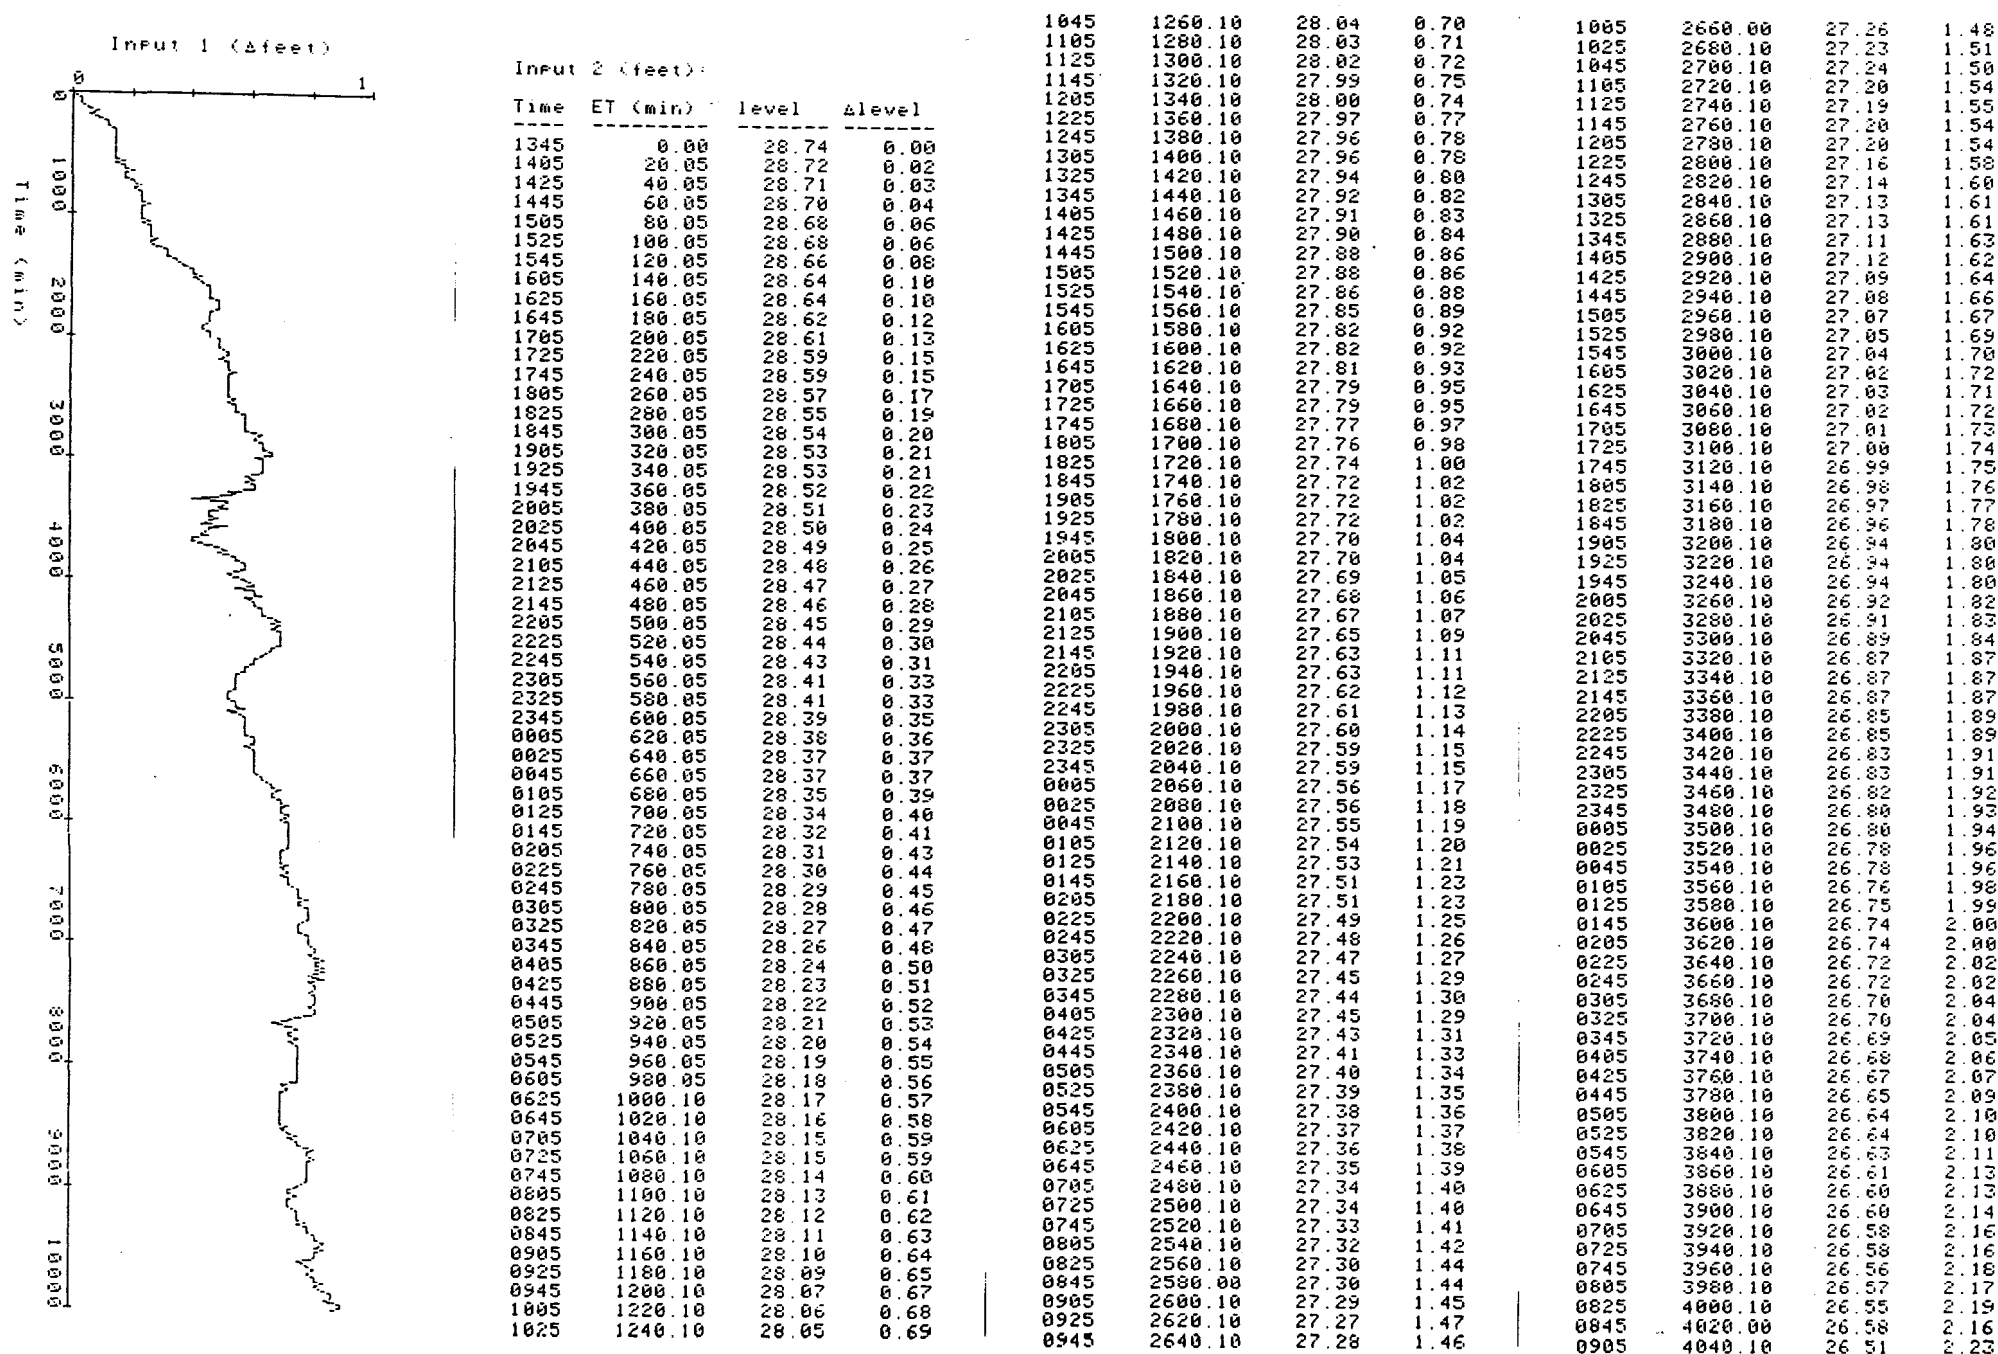 Input 1 (Δfeet)
0 1
0
1000
2000
3000
4000
5000
6000
7000
8000
9000
10000
Time (min)
Input 2 (feet):
Time ET (min) level Δlevel
1345 0.00 28.74 0.00
1405 20.05 28.72 0.02
1425 40.05 28.71 0.03
1445 60.05 28.70 0.04
1505 80.05 28.68 0.06
1525 100.05 28.68 0.06
1545 120.05 28.66 0.08
1605 140.05 28.64 0.10
1625 160.05 28.64 0.10
1645 180.05 28.62 0.12
1705 200.05 28.61 0.13
1725 220.05 28.59 0.15
1745 240.05 28.59 0.15
1805 260.05 28.57 0.17
1825 280.05 28.55 0.19
1845 300.05 28.54 0.20
1905 320.05 28.53 0.21
1925 340.05 28.53 0.21
1945 360.05 28.52 0.22
2005 380.05 28.51 0.23
2025 400.05 28.50 0.24
2045 420.05 28.49 0.25
2105 440.05 28.48 0.26
2125 460.05 28.47 0.27
2145 480.05 28.46 0.28
2205 500.05 28.45 0.29
2225 520.05 28.44 0.30
2245 540.05 28.43 0.31
2305 560.05 28.41 0.33
2325 580.05 28.41 0.33
2345 600.05 28.39 0.35
0005 620.05 28.38 0.36
0025 640.05 28.37 0.37
0045 660.05 28.37 0.37
0105 680.05 28.35 0.39
0125 700.05 28.34 0.40
0145 720.05 28.32 0.41
0205 740.05 28.31 0.43
0225 760.05 28.30 0.44
0245 780.05 28.29 0.45
0305 800.05 28.28 0.46
0325 820.05 28.27 0.47
0345 840.05 28.26 0.48
0405 860.05 28.24 0.50
0425 880.05 28.23 0.51
0445 900.05 28.22 0.52
0505 920.05 28.21 0.53
0525 940.05 28.20 0.54
0545 960.05 28.19 0.55
0605 980.05 28.18 0.56
0625 1000.10 28.17 0.57
0645 1020.10 28.16 0.58
0705 1040.10 28.15 0.59
0725 1060.10 28.15 0.59
0745 1080.10 28.14 0.60
0805 1100.10 28.13 0.61
0825 1120.10 28.12 0.62
0845 1140.10 28.11 0.63
0905 1160.10 28.10 0.64
0925 1180.10 28.09 0.65
0945 1200.10 28.07 0.67
1005 1220.10 28.06 0.68
1025 1240.10 28.05 0.69
1045 1260.10 28.04 0.70
1105 1280.10 28.03 0.71
1125 1300.10 28.02 0.72
1145 1320.10 27.99 0.75
1205 1340.10 28.00 0.74
1225 1360.10 27.97 0.77
1245 1380.10 27.96 0.78
1305 1400.10 27.96 0.78
1325 1420.10 27.94 0.80
1345 1440.10 27.92 0.82
1405 1460.10 27.91 0.83
1425 1480.10 27.90 0.84
1445 1500.10 27.88 0.86
1505 1520.10 27.88 0.86
1525 1540.10 27.86 0.88
1545 1560.10 27.85 0.89
1605 1580.10 27.82 0.92
1625 1600.10 27.82 0.92
1645 1620.10 27.81 0.93
1705 1640.10 27.79 0.95
1725 1660.10 27.79 0.95
1745 1680.10 27.77 0.97
1805 1700.10 27.76 0.98
1825 1720.10 27.74 1.00
1845 1740.10 27.72 1.02
1905 1760.10 27.72 1.02
1925 1780.10 27.72 1.02
1945 1800.10 27.70 1.04
2005 1820.10 27.70 1.04
2025 1840.10 27.69 1.05
2045 1860.10 27.68 1.06
2105 1880.10 27.67 1.07
2125 1900.10 27.65 1.09
2145 1920.10 27.63 1.11
2205 1940.10 27.63 1.11
2225 1960.10 27.62 1.12
2245 1980.10 27.61 1.13
2305 2000.10 27.60 1.14
2325 2020.10 27.59 1.15
2345 2040.10 27.59 1.15
0005 2060.10 27.56 1.17
0025 2080.10 27.56 1.18
0045 2100.10 27.55 1.19
0105 2120.10 27.54 1.20
0125 2140.10 27.53 1.21
0145 2160.10 27.51 1.23
0205 2180.10 27.51 1.23
0225 2200.10 27.49 1.25
0245 2220.10 27.48 1.26
0305 2240.10 27.47 1.27
0325 2260.10 27.45 1.29
0345 2280.10 27.44 1.30
0405 2300.10 27.45 1.29
0425 2320.10 27.43 1.31
0445 2340.10 27.41 1.33
0505 2360.10 27.40 1.34
0525 2380.10 27.39 1.35
0545 2400.10 27.38 1.36
0605 2420.10 27.37 1.37
0625 2440.10 27.36 1.38
0645 2460.10 27.35 1.39
0705 2480.10 27.34 1.40
0725 2500.10 27.34 1.40
0745 2520.10 27.33 1.41
0805 2540.10 27.32 1.42
0825 2560.10 27.30 1.44
0845 2580.00 27.30 1.44
0905 2600.10 27.29 1.45
0925 2620.10 27.27 1.47
0945 2640.10 27.28 1.46
1005 2660.00 27.26 1.48
1025 2680.10 27.23 1.51
1045 2700.10 27.24 1.50
1105 2720.10 27.20 1.54
1125 2740.10 27.19 1.55
1145 2760.10 27.20 1.54
1205 2780.10 27.20 1.54
1225 2800.10 27.16 1.58
1245 2820.10 27.14 1.60
1305 2840.10 27.13 1.61
1325 2860.10 27.13 1.61
1345 2880.10 27.11 1.63
1405 2900.10 27.12 1.62
1425 2920.10 27.09 1.64
1445 2940.10 27.08 1.66
1505 2960.10 27.07 1.67
1525 2980.10 27.05 1.69
1545 3000.10 27.04 1.70
1605 3020.10 27.02 1.72
1625 3040.10 27.03 1.71
1645 3060.10 27.02 1.72
1705 3080.10 27.01 1.73
1725 3100.10 27.00 1.74
1745 3120.10 26.99 1.75
1805 3140.10 26.98 1.76
1825 3160.10 26.97 1.77
1845 3180.10 26.96 1.78
1905 3200.10 26.94 1.80
1925 3220.10 26.94 1.80
1945 3240.10 26.94 1.80
2005 3260.10 26.92 1.82
2025 3280.10 26.91 1.83
2045 3300.10 26.89 1.84
2105 3320.10 26.87 1.87
2125 3340.10 26.87 1.87
2145 3360.10 26.87 1.87
2205 3380.10 26.85 1.89
2225 3400.10 26.85 1.89
2245 3420.10 26.83 1.91
2305 3440.10 26.83 1.91
2325 3460.10 26.82 1.92
2345 3480.10 26.80 1.93
0005 3500.10 26.80 1.94
0025 3520.10 26.78 1.96
0045 3540.10 26.78 1.96
0105 3560.10 26.76 1.98
0125 3580.10 26.75 1.99
0145 3600.10 26.74 2.00
0205 3620.10 26.74 2.00
0225 3640.10 26.72 2.02
0245 3660.10 26.72 2.02
0305 3680.10 26.70 2.04
0325 3700.10 26.70 2.04
0345 3720.10 26.69 2.05
0405 3740.10 26.68 2.06
0425 3760.10 26.67 2.07
0445 3780.10 26.65 2.09
0505 3800.10 26.64 2.10
0525 3820.10 26.64 2.10
0545 3840.10 26.63 2.11
0605 3860.10 26.61 2.13
0625 3880.10 26.60 2.13
0645 3900.10 26.60 2.14
0705 3920.10 26.58 2.16
0725 3940.10 26.58 2.16
0745 3960.10 26.56 2.18
0805 3980.10 26.57 2.17
0825 4000.10 26.55 2.19
0845 4020.00 26.58 2.16
0905 4040.10 26.51 2.23